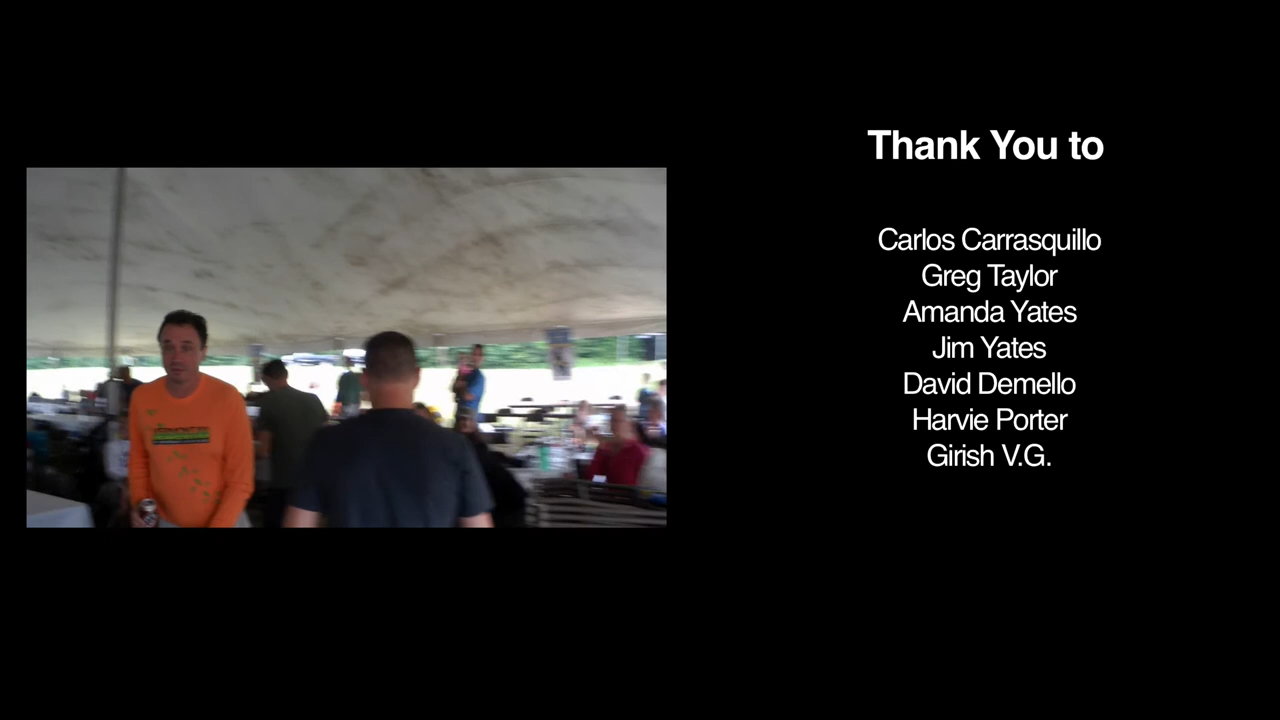 Thank You to
Carlos Carrasquillo
Greg Taylor
Amanda Yates
Jim Yates
David Demello
Harvie Porter
Girish V.G.